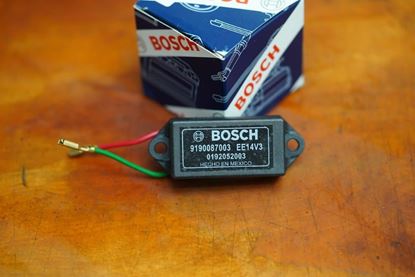 BOSCH
BOSCH
BOSCH
9190087003 EE14V3
0192052003
HECHO EN MEXICO